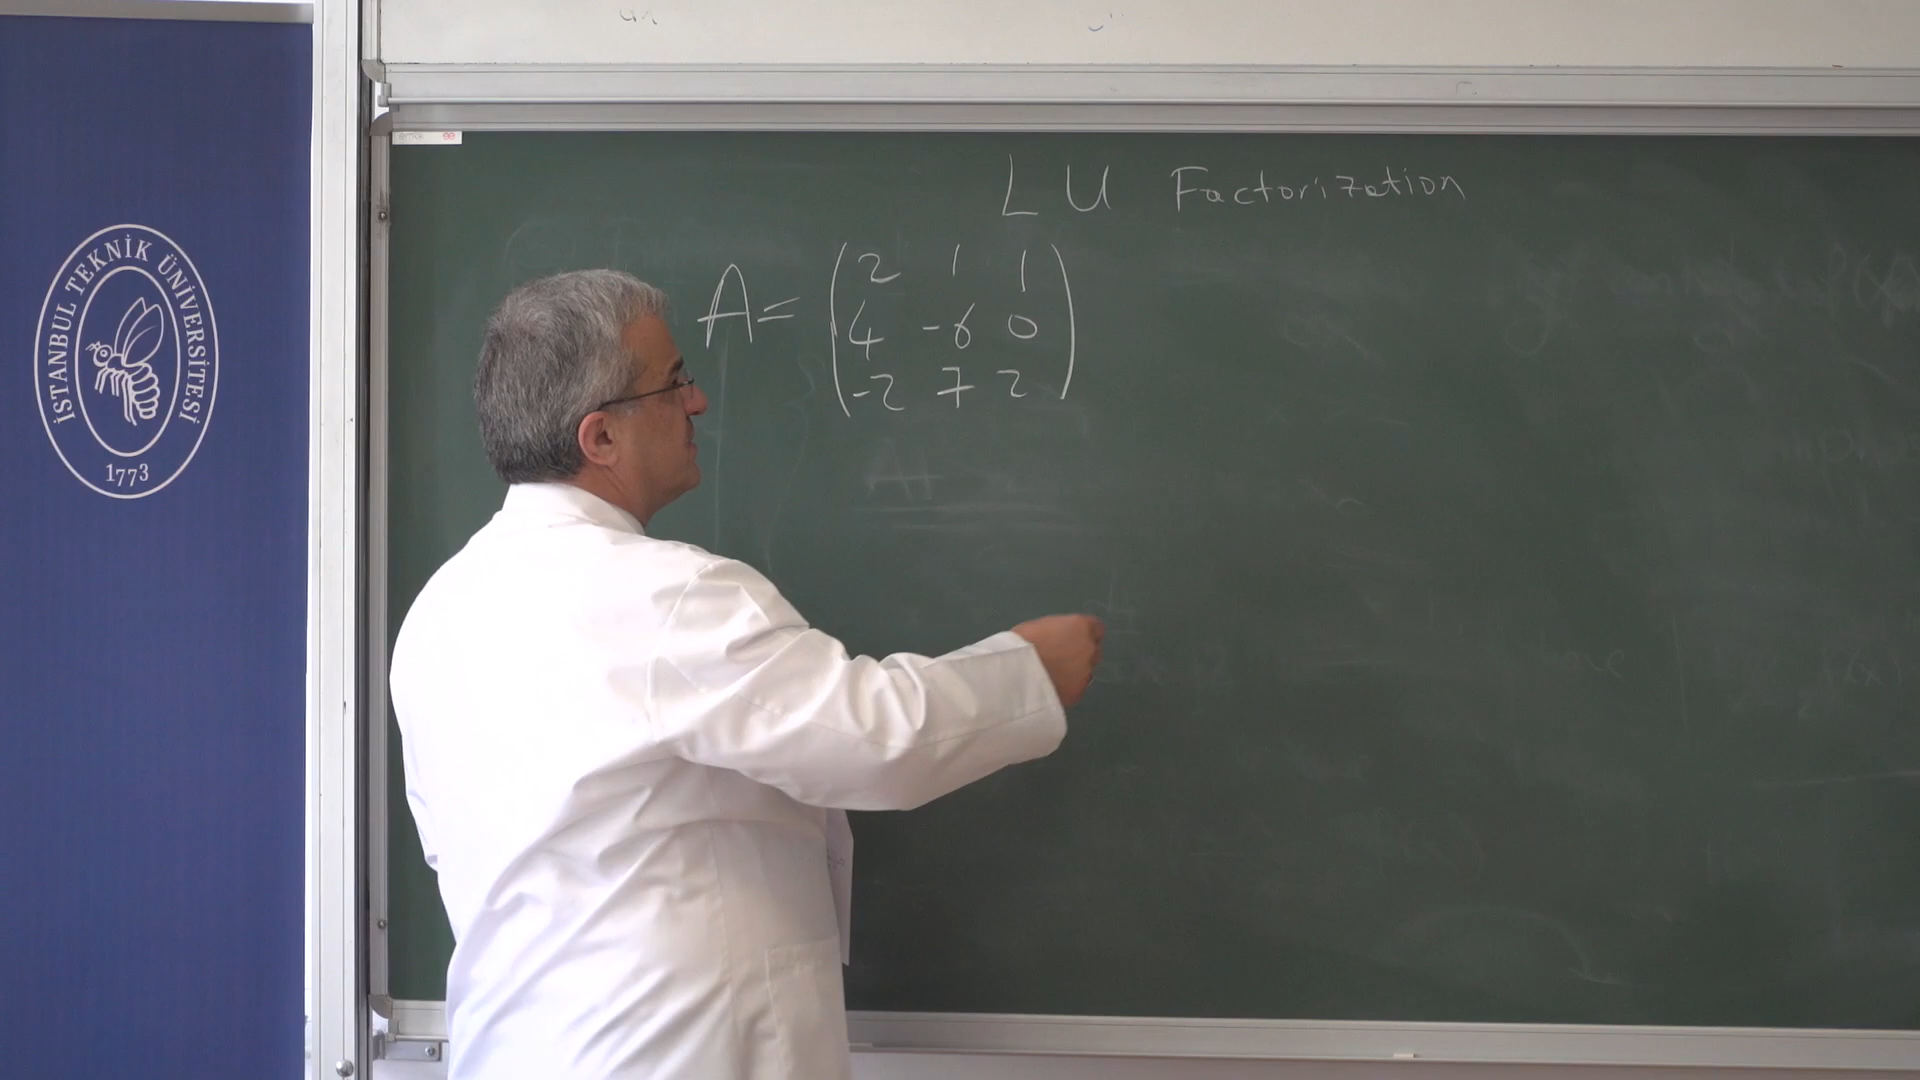 İSTANBUL TEKNİK ÜNİVERSİTESİ
1773
LU Factorization
A = ( 2 1 1
4 -6 0
-2 7 2 )